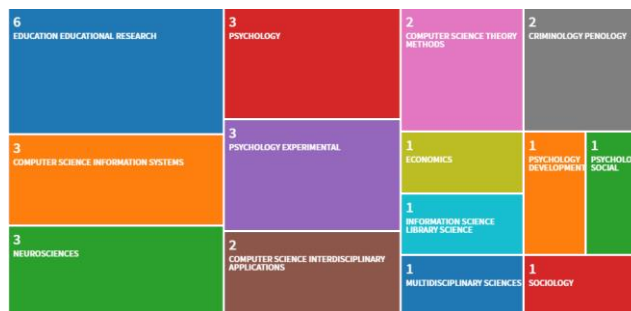 6
EDUCATION EDUCATIONAL RESEARCH
3
COMPUTER SCIENCE INFORMATION SYSTEMS
3
NEUROSCIENCES
3
PSYCHOLOGY
3
PSYCHOLOGY EXPERIMENTAL
2
COMPUTER SCIENCE INTERDISCIPLINARY
APPLICATIONS
2
COMPUTER SCIENCE THEORY
METHODS
2
CRIMINOLOGY PENOLOGY
1
ECONOMICS
1
INFORMATION SCIENCE
LIBRARY SCIENCE
1
MULTIDISCIPLINARY SCIENCES
1
PSYCHOLOGY
DEVELOPMENT
1
PSYCHOLO
SOCIAL
1
SOCIOLOGY